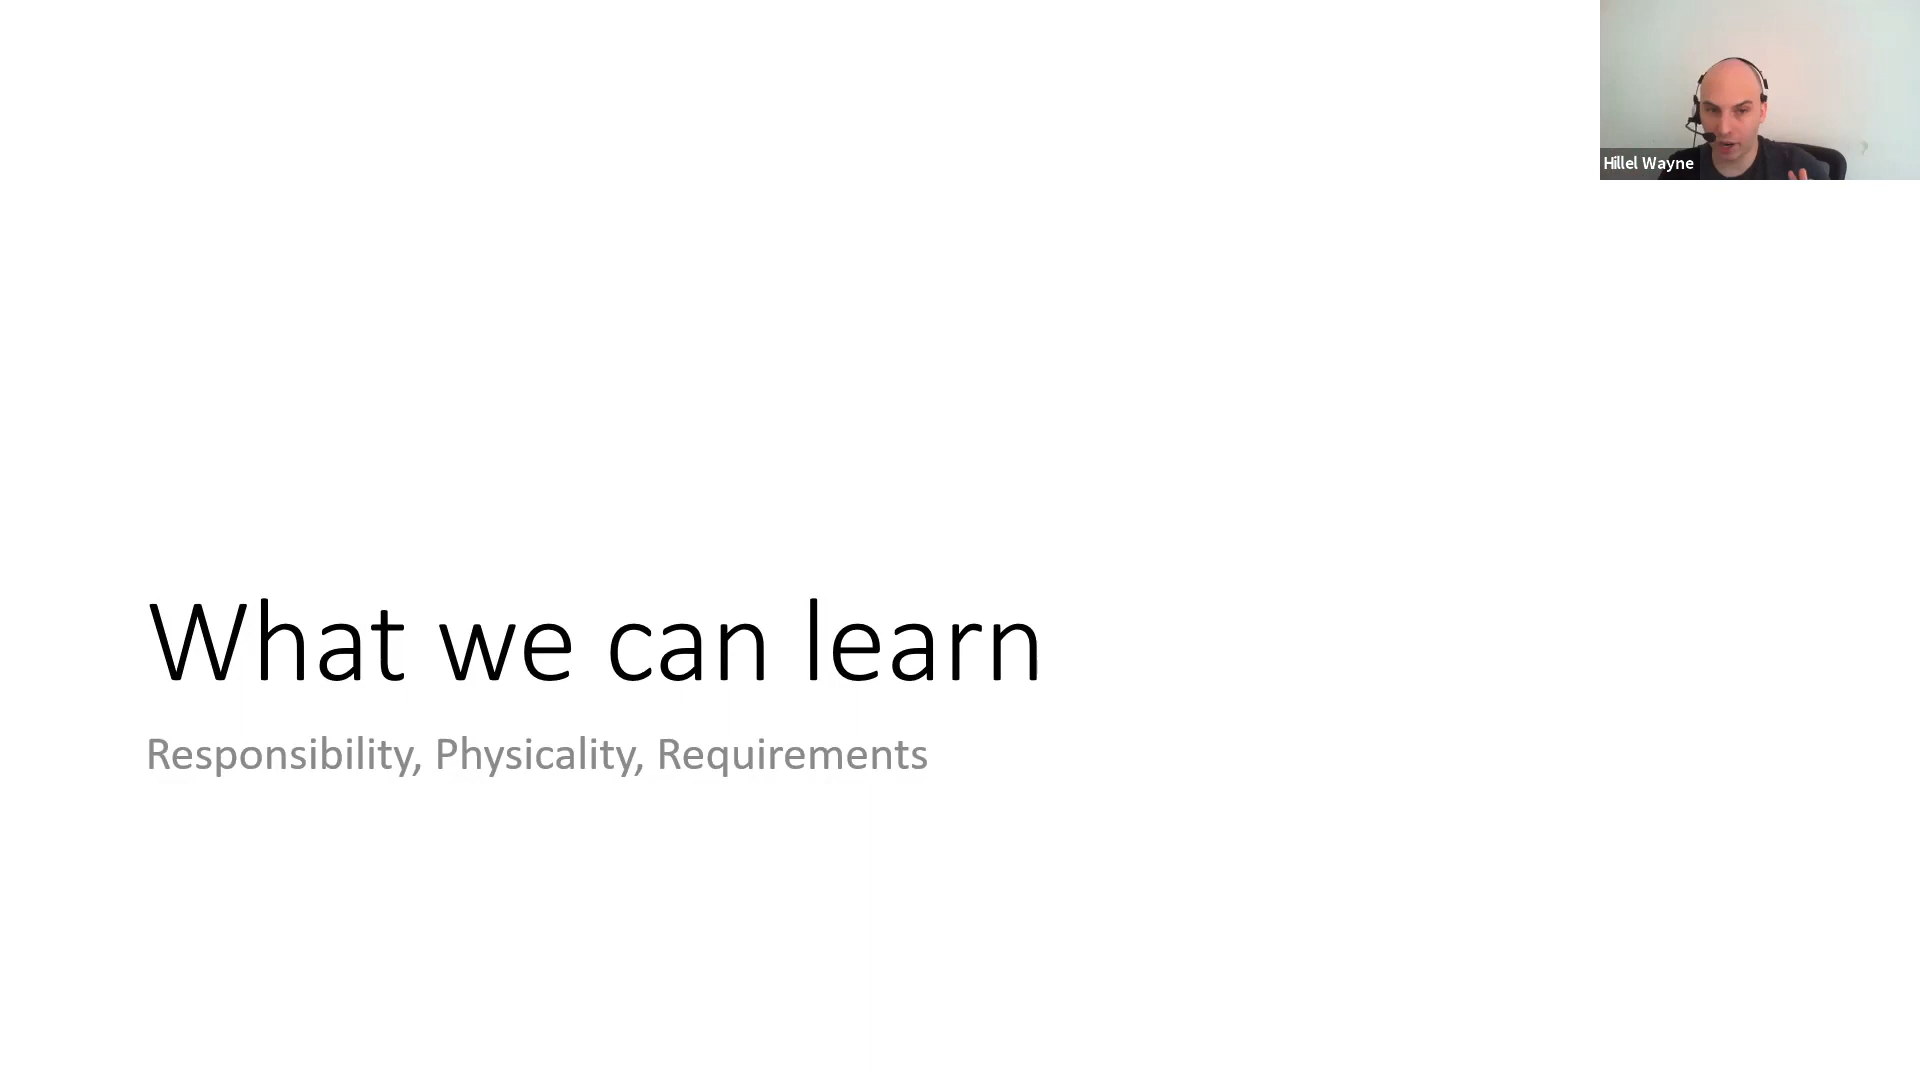 Hillel Wayne
What we can learn
Responsibility, Physicality, Requirements